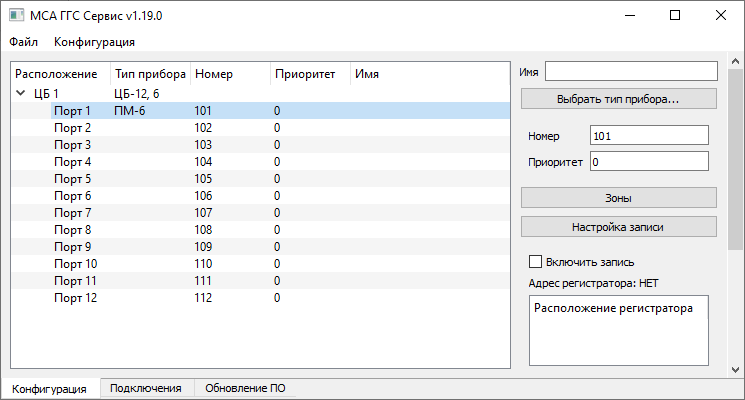 МСА ГГС Сервис v1.19.0
Файл Конфигурация
Расположение Тип прибора Номер Приоритет Имя
ЦБ 1 ЦБ-12, 6
Порт 1 ПМ-6 101 0
Порт 2 102 0
Порт 3 103 0
Порт 4 104 0
Порт 5 105 0
Порт 6 106 0
Порт 7 107 0
Порт 8 108 0
Порт 9 109 0
Порт 10 110 0
Порт 11 111 0
Порт 12 112 0
Имя
Выбрать тип прибора...
Номер 101
Приоритет 0
Зоны
Настройка записи
Включить запись
Адрес регистратора: НЕТ
Расположение регистратора
Конфигурация Подключения Обновление ПО